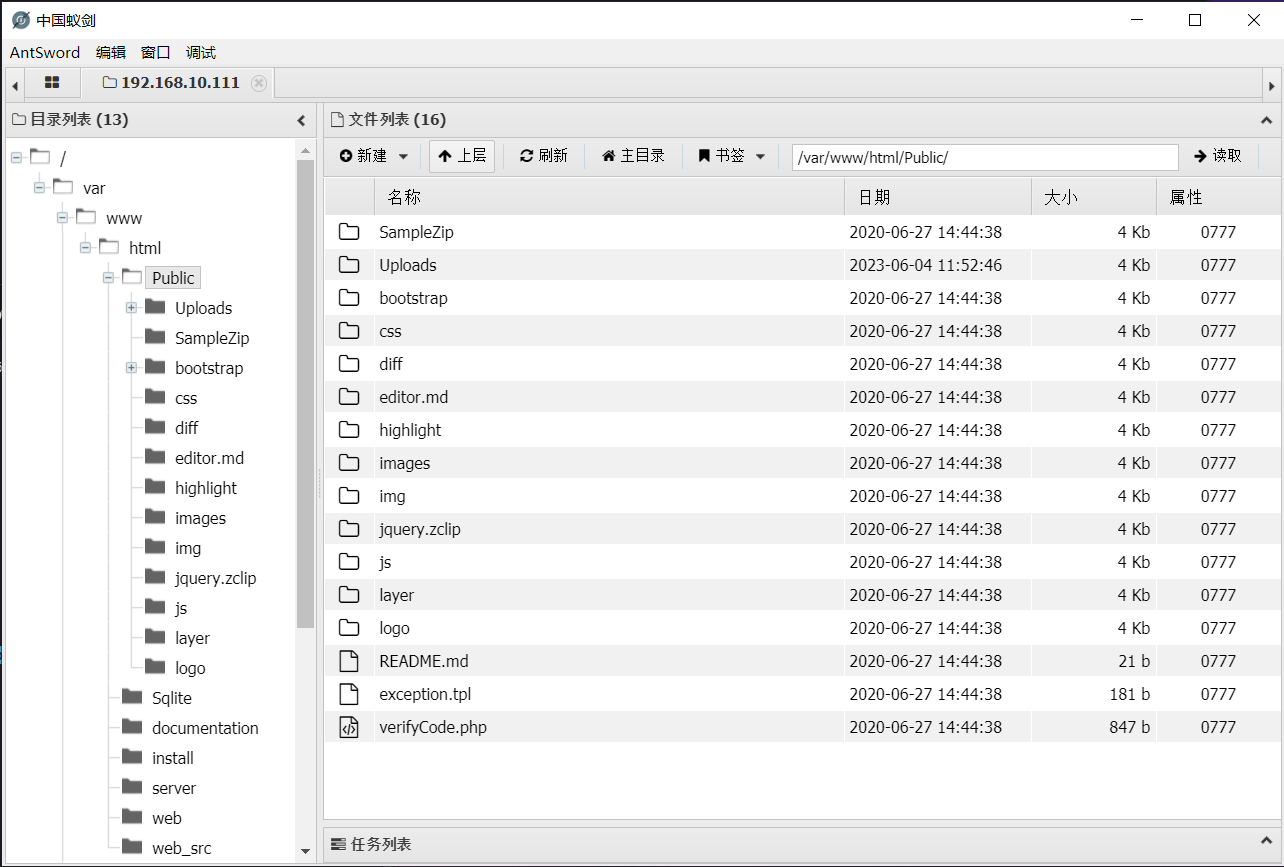 中国蚁剑
AntSword 编辑 窗口 调试
192.168.10.111
目录列表 (13)
/
var
www
html
Public
Uploads
SampleZip
bootstrap
css
diff
editor.md
highlight
images
img
jquery.zclip
js
layer
logo
Sqlite
documentation
install
server
web
web_src
文件列表 (16)
新建 上层 刷新 主目录 书签 /var/www/html/Public/ 读取
名称 日期 大小 属性
SampleZip 2020-06-27 14:44:38 4 Kb 0777
Uploads 2023-06-04 11:52:46 4 Kb 0777
bootstrap 2020-06-27 14:44:38 4 Kb 0777
css 2020-06-27 14:44:38 4 Kb 0777
diff 2020-06-27 14:44:38 4 Kb 0777
editor.md 2020-06-27 14:44:38 4 Kb 0777
highlight 2020-06-27 14:44:38 4 Kb 0777
images 2020-06-27 14:44:38 4 Kb 0777
img 2020-06-27 14:44:38 4 Kb 0777
jquery.zclip 2020-06-27 14:44:38 4 Kb 0777
js 2020-06-27 14:44:38 4 Kb 0777
layer 2020-06-27 14:44:38 4 Kb 0777
logo 2020-06-27 14:44:38 4 Kb 0777
README.md 2020-06-27 14:44:38 21 b 0777
exception.tpl 2020-06-27 14:44:38 181 b 0777
verifyCode.php 2020-06-27 14:44:38 847 b 0777
任务列表